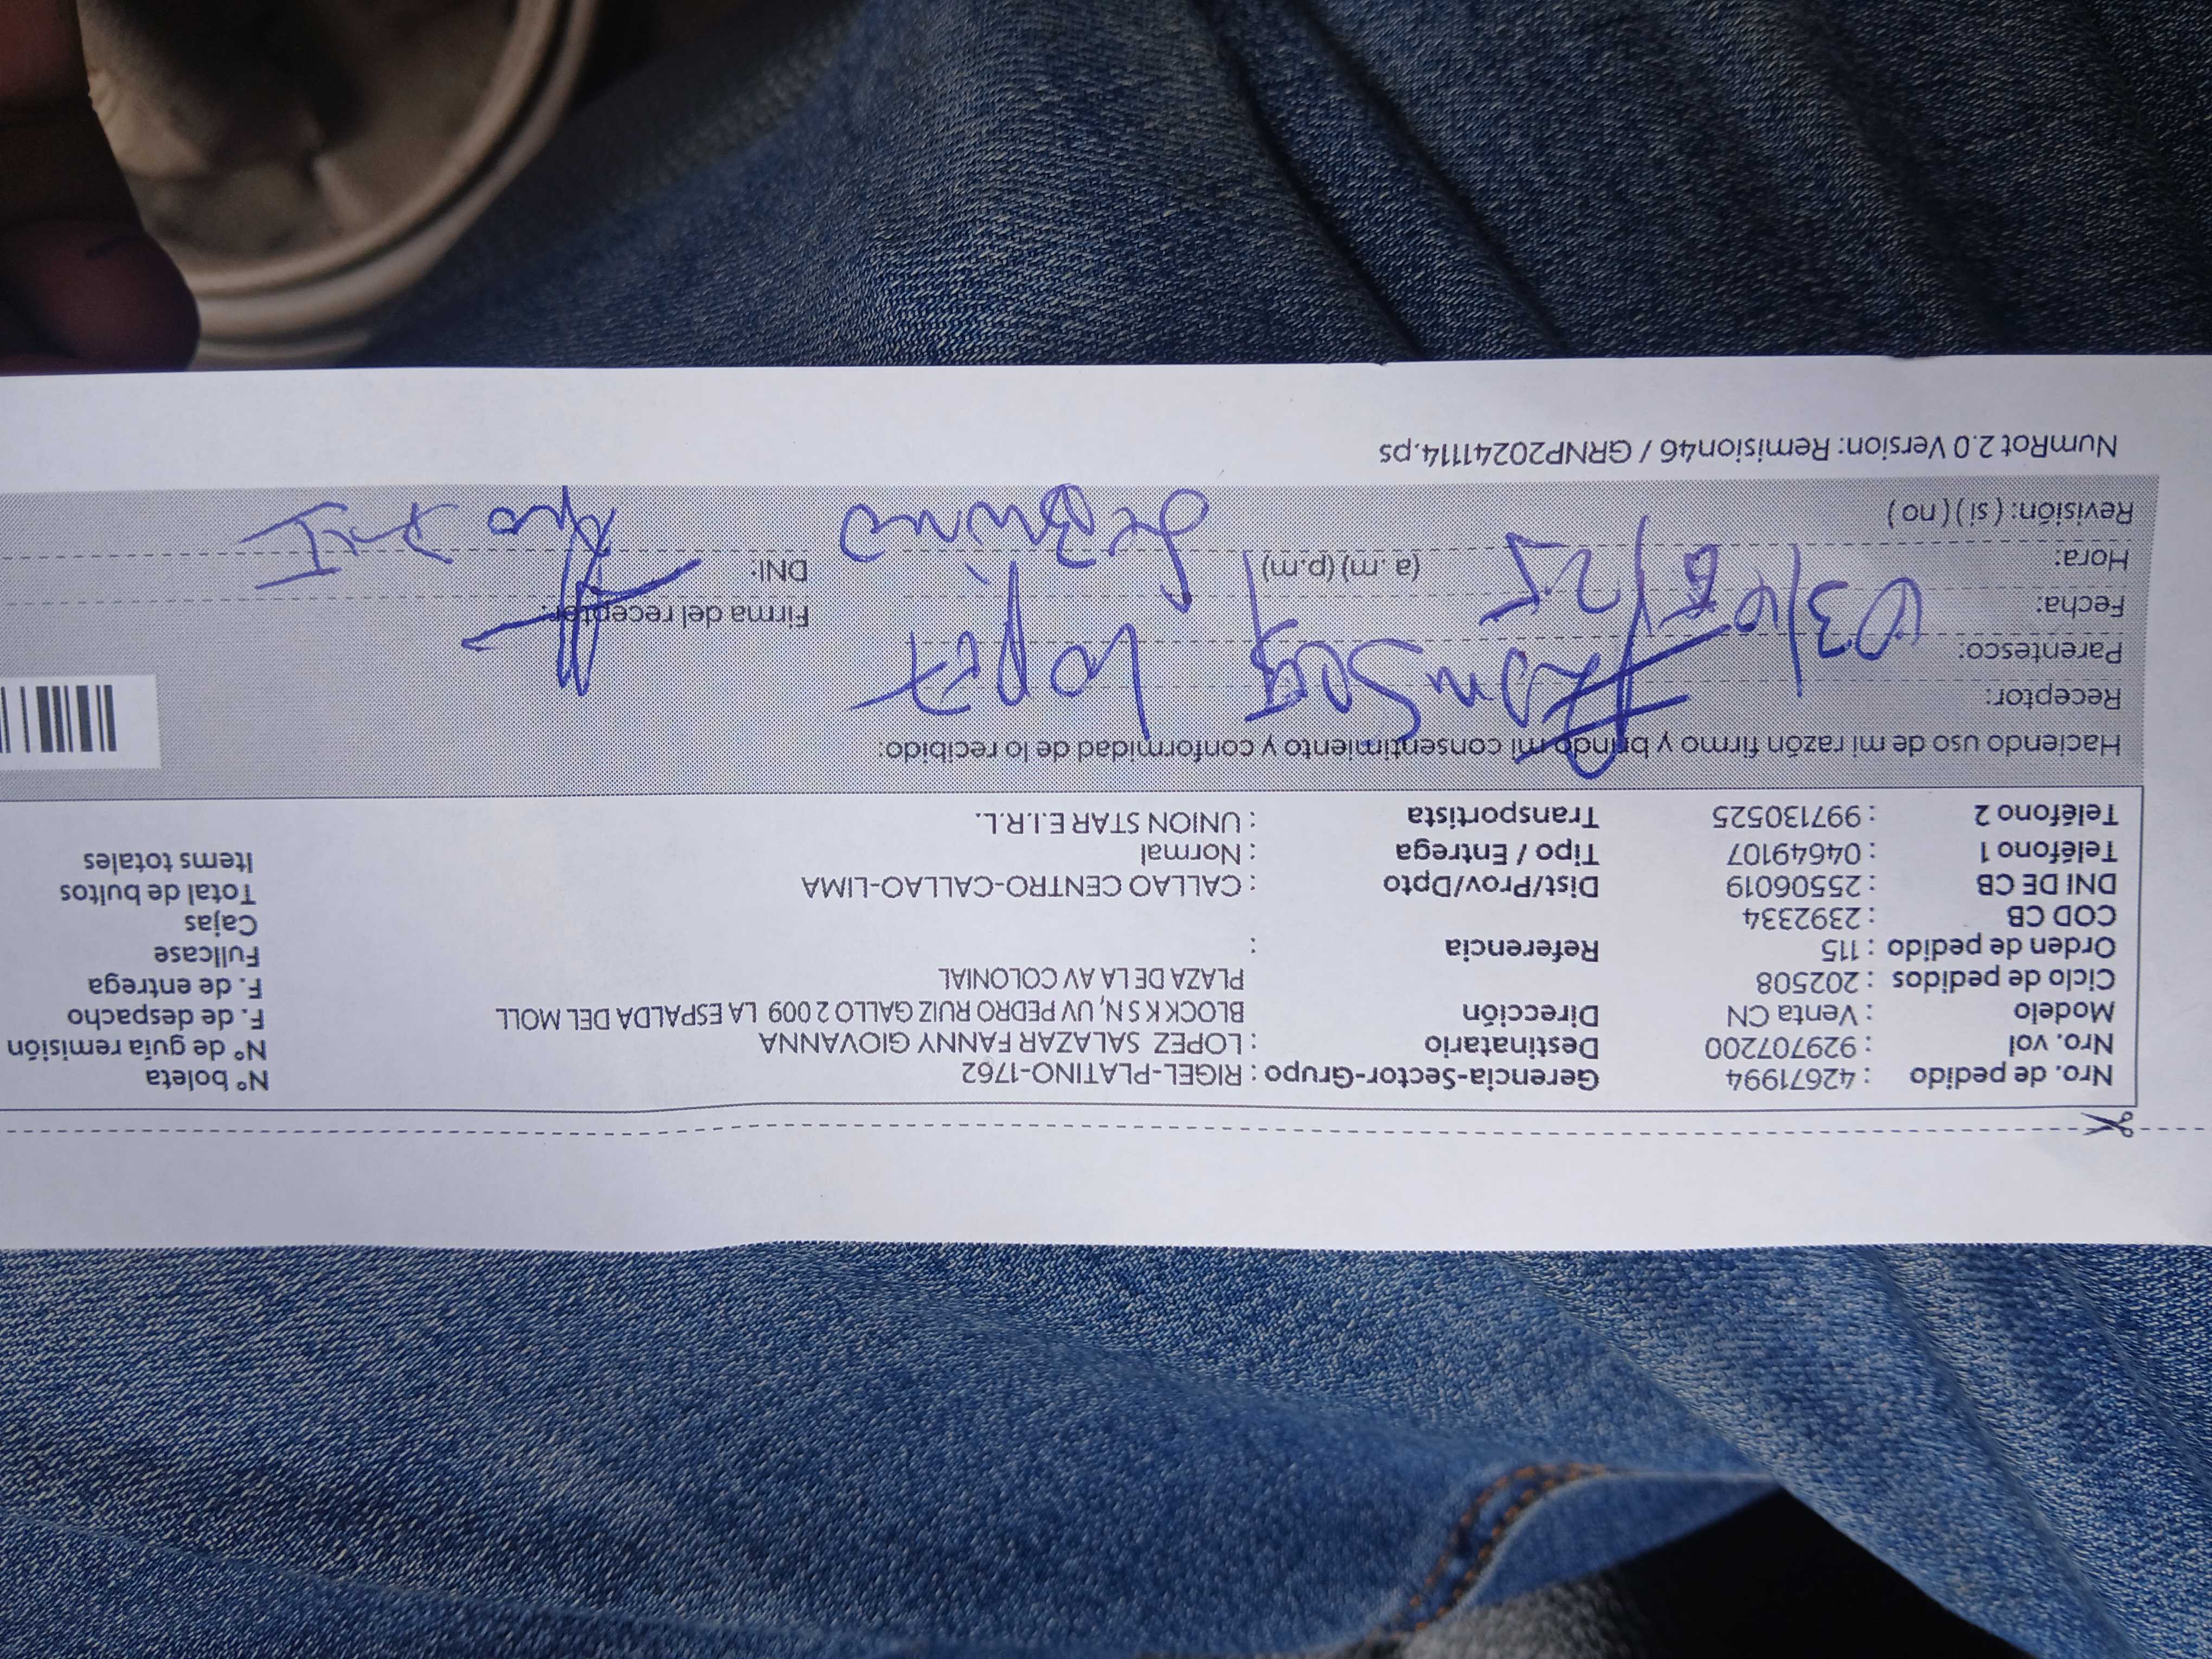 Nro. de pedido : 42671994 Gerencia-Sector-Grupo : RIGEL-PLATINO-1762 N° boleta
Nro. vol : 929707200 Destinatario : LOPEZ SALAZAR FANNY GIOVANNA N° de guía remisión
Modelo : Venta CN Dirección BLOCK K S N, UV PEDRO RUIZ GALLO 2 009 LA ESPALDA DEL MOLL F. de despacho
Ciclo de pedidos : 202508 PLAZA DE LA AV COLONIAL F. de entrega
Orden de pedido : 115 Referencia : Fullcase
COD CB : 2392334 Cajas
DNI DE CB : 25506019 Dist/Prov/Dpto : CALLAO CENTRO-CALLAO-LIMA Total de bultos
Teléfono 1 : 04649107 Tipo / Entrega : Normal Items totales
Teléfono 2 : 997130525 Transportista : UNION STAR E.I.R.L.
Haciendo uso de mi razón firmo y brindo mi consentimiento y conformidad de lo recibido:
Receptor: Lopez
Parentesco:
Fecha: 03/06/25 Firma del receptor:
Hora: (a. m) (p.m) DNI:
Revisión: ( si ) ( no )
NumRot 2.0 Version: Remision46 / GRNP202411114.ps